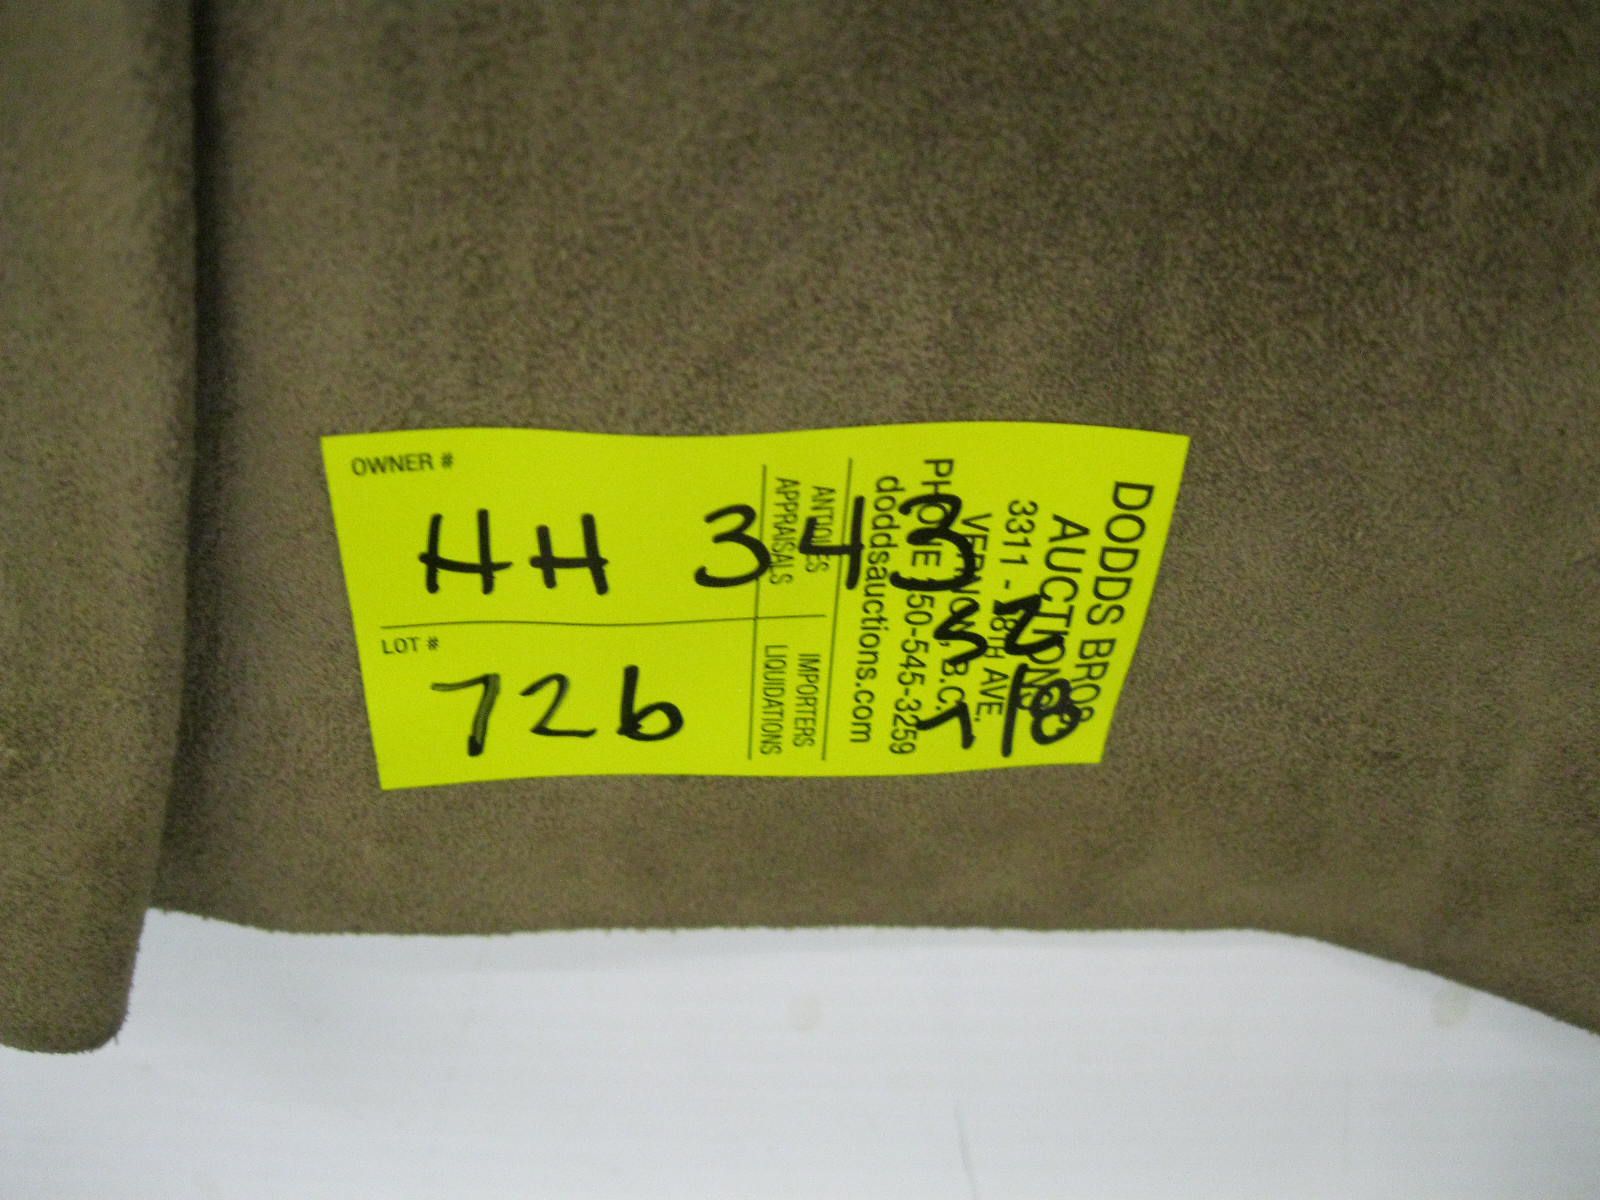 OWNER #
HH 343
LOT #
726
ANTIQUES
APPRAISALS
IMPORTERS
LIQUIDATIONS
DODDS BROS
AUCTIONS
3311 - 28TH AVE.
VERNON, B.C.
PHONE 250-545-3259
doddsauctions.com